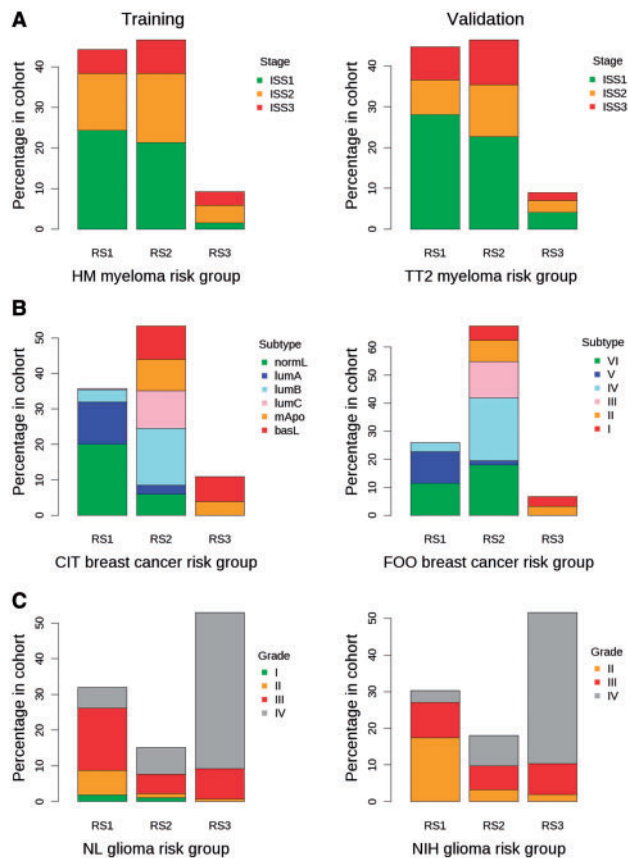 A
Training
Validation
Percentage in cohort
0 10 20 30 40
Stage
ISS1
ISS2
ISS3
RS1 RS2 RS3
HM myeloma risk group
Percentage in cohort
0 10 20 30 40
Stage
ISS1
ISS2
ISS3
RS1 RS2 RS3
TT2 myeloma risk group
B
Percentage in cohort
0 10 20 30 40 50
Subtype
normL
lumA
lumB
lumC
mApo
basL
RS1 RS2 RS3
CIT breast cancer risk group
Percentage in cohort
0 10 20 30 40 50 60
Subtype
VI
V
IV
III
II
I
RS1 RS2 RS3
FOO breast cancer risk group
C
Percentage in cohort
0 10 20 30 40 50
Grade
I
II
III
IV
RS1 RS2 RS3
NL glioma risk group
Percentage in cohort
0 10 20 30 40 50
Grade
II
III
IV
RS1 RS2 RS3
NIH glioma risk group